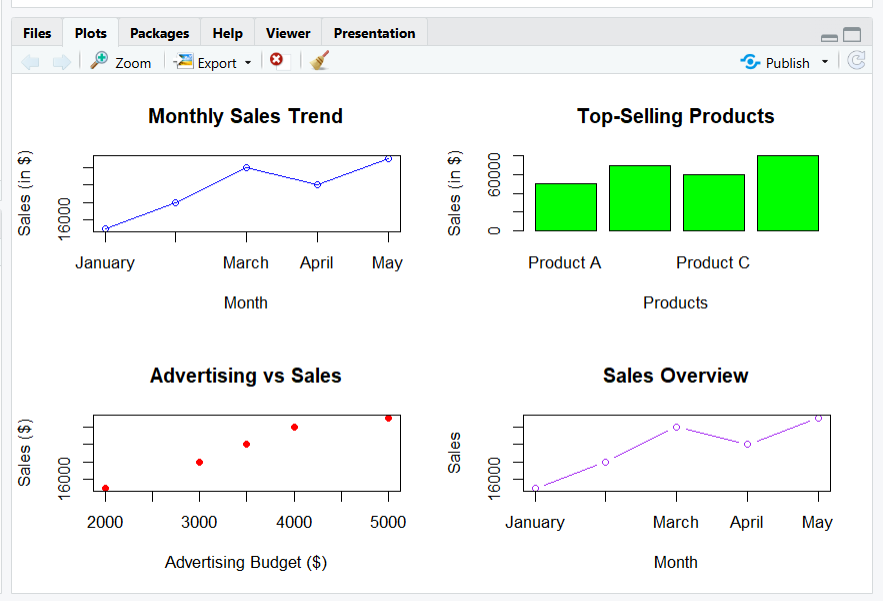 Files Plots Packages Help Viewer Presentation
Zoom Export Publish
Monthly Sales Trend
Sales (in $)
16000
January March April May
Month
Top-Selling Products
Sales (in $)
0 60000
Product A Product C
Products
Advertising vs Sales
Sales ($)
16000
2000 3000 4000 5000
Advertising Budget ($)
Sales Overview
Sales
16000
January March April May
Month